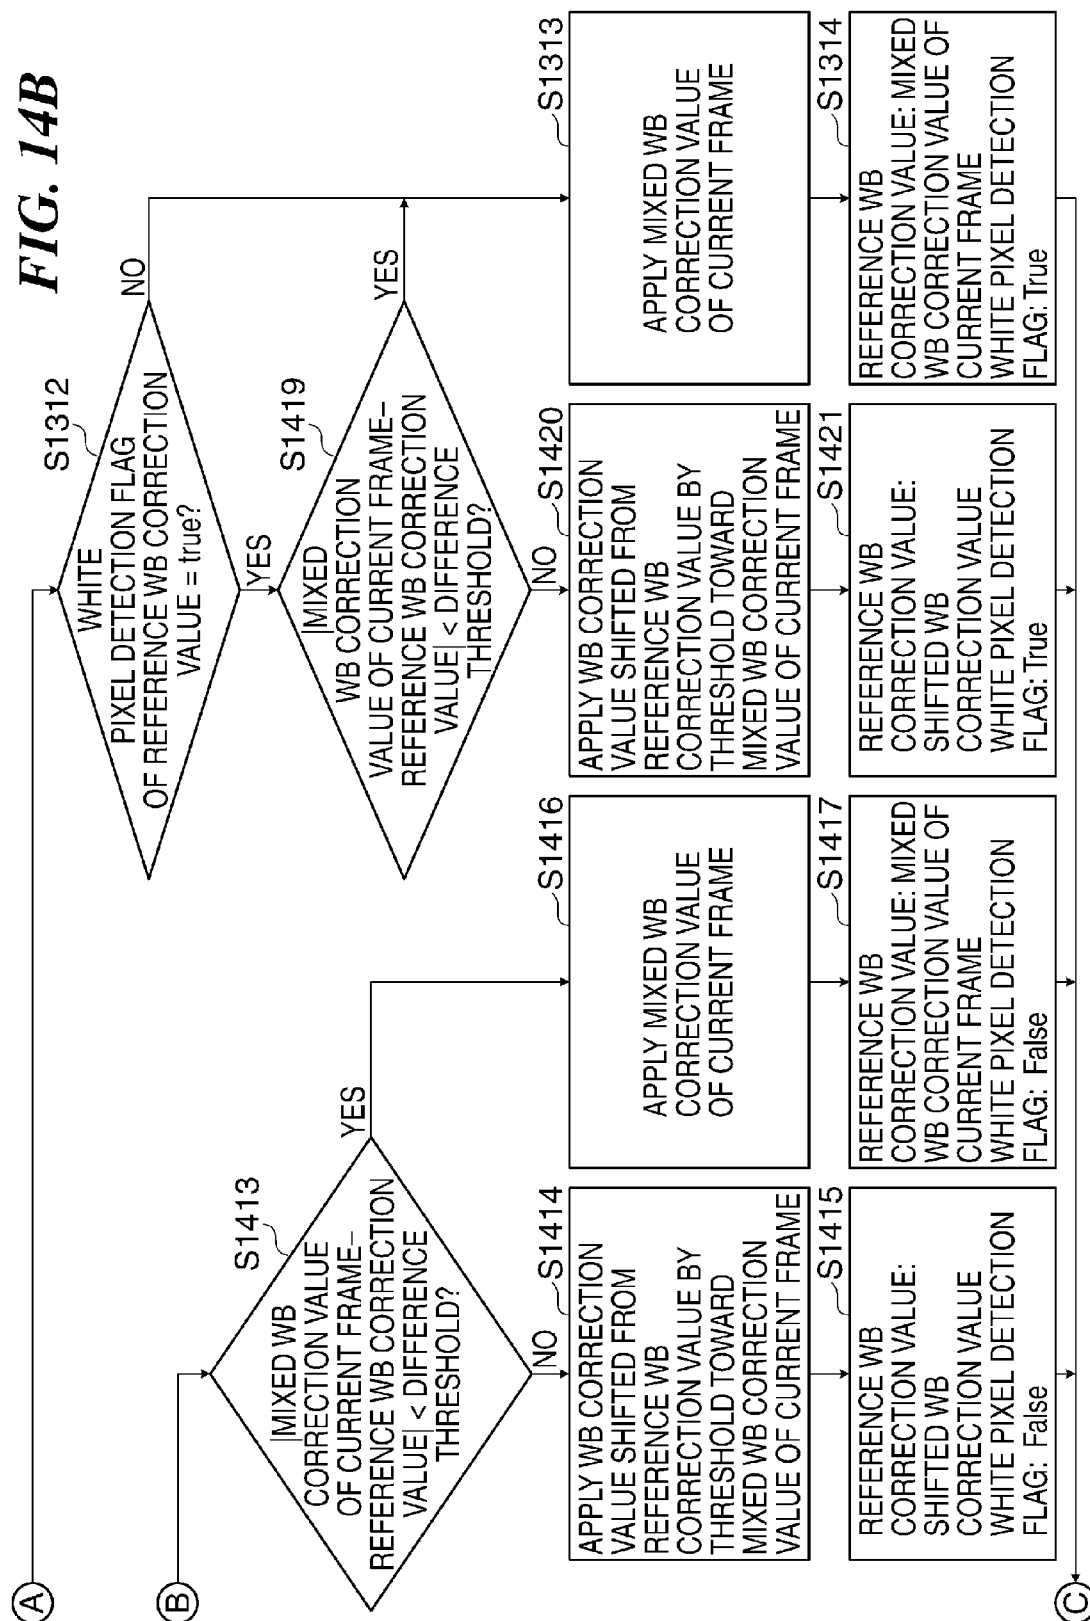 FIG. 14B
A
S1312
WHITE
PIXEL DETECTION FLAG
OF REFERENCE WB CORRECTION
VALUE = true?
NO
YES
B
S1413
|MIXED WB
CORRECTION VALUE
OF CURRENT FRAME–
REFERENCE WB CORRECTION
VALUE| < DIFFERENCE
THRESHOLD?
YES
NO
S1419
|MIXED
WB CORRECTION
VALUE OF CURRENT FRAME–
REFERENCE WB CORRECTION
VALUE| < DIFFERENCE
THRESHOLD?
YES
NO
S1414
APPLY WB CORRECTION
VALUE SHIFTED FROM
REFERENCE WB
CORRECTION VALUE BY
THRESHOLD TOWARD
MIXED WB CORRECTION
VALUE OF CURRENT FRAME
S1416
APPLY MIXED WB
CORRECTION VALUE
OF CURRENT FRAME
S1420
APPLY WB CORRECTION
VALUE SHIFTED FROM
REFERENCE WB
CORRECTION VALUE BY
THRESHOLD TOWARD
MIXED WB CORRECTION
VALUE OF CURRENT FRAME
S1313
APPLY MIXED WB
CORRECTION VALUE
OF CURRENT FRAME
S1415
REFERENCE WB
CORRECTION VALUE:
SHIFTED WB
CORRECTION VALUE
WHITE PIXEL DETECTION
FLAG: False
S1417
REFERENCE WB
CORRECTION VALUE: MIXED
WB CORRECTION VALUE OF
CURRENT FRAME
WHITE PIXEL DETECTION
FLAG: False
S1421
REFERENCE WB
CORRECTION VALUE:
SHIFTED WB
CORRECTION VALUE
WHITE PIXEL DETECTION
FLAG: True
S1314
REFERENCE WB
CORRECTION VALUE: MIXED
WB CORRECTION VALUE OF
CURRENT FRAME
WHITE PIXEL DETECTION
FLAG: True
C